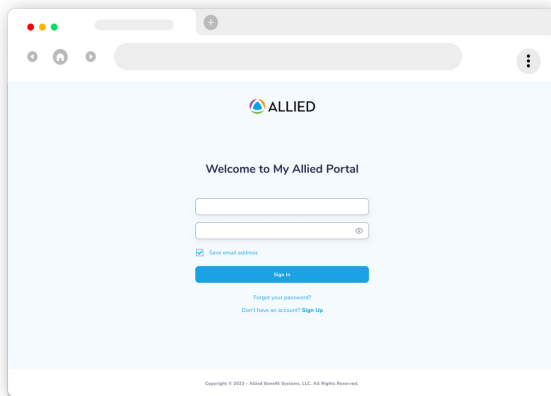 ALLIED
Welcome to My Allied Portal
Save email address
Sign In
Forgot your password?
Don't have an account? Sign Up
Copyright © 2023 - Allied Benefit Systems, LLC. All Rights Reserved.